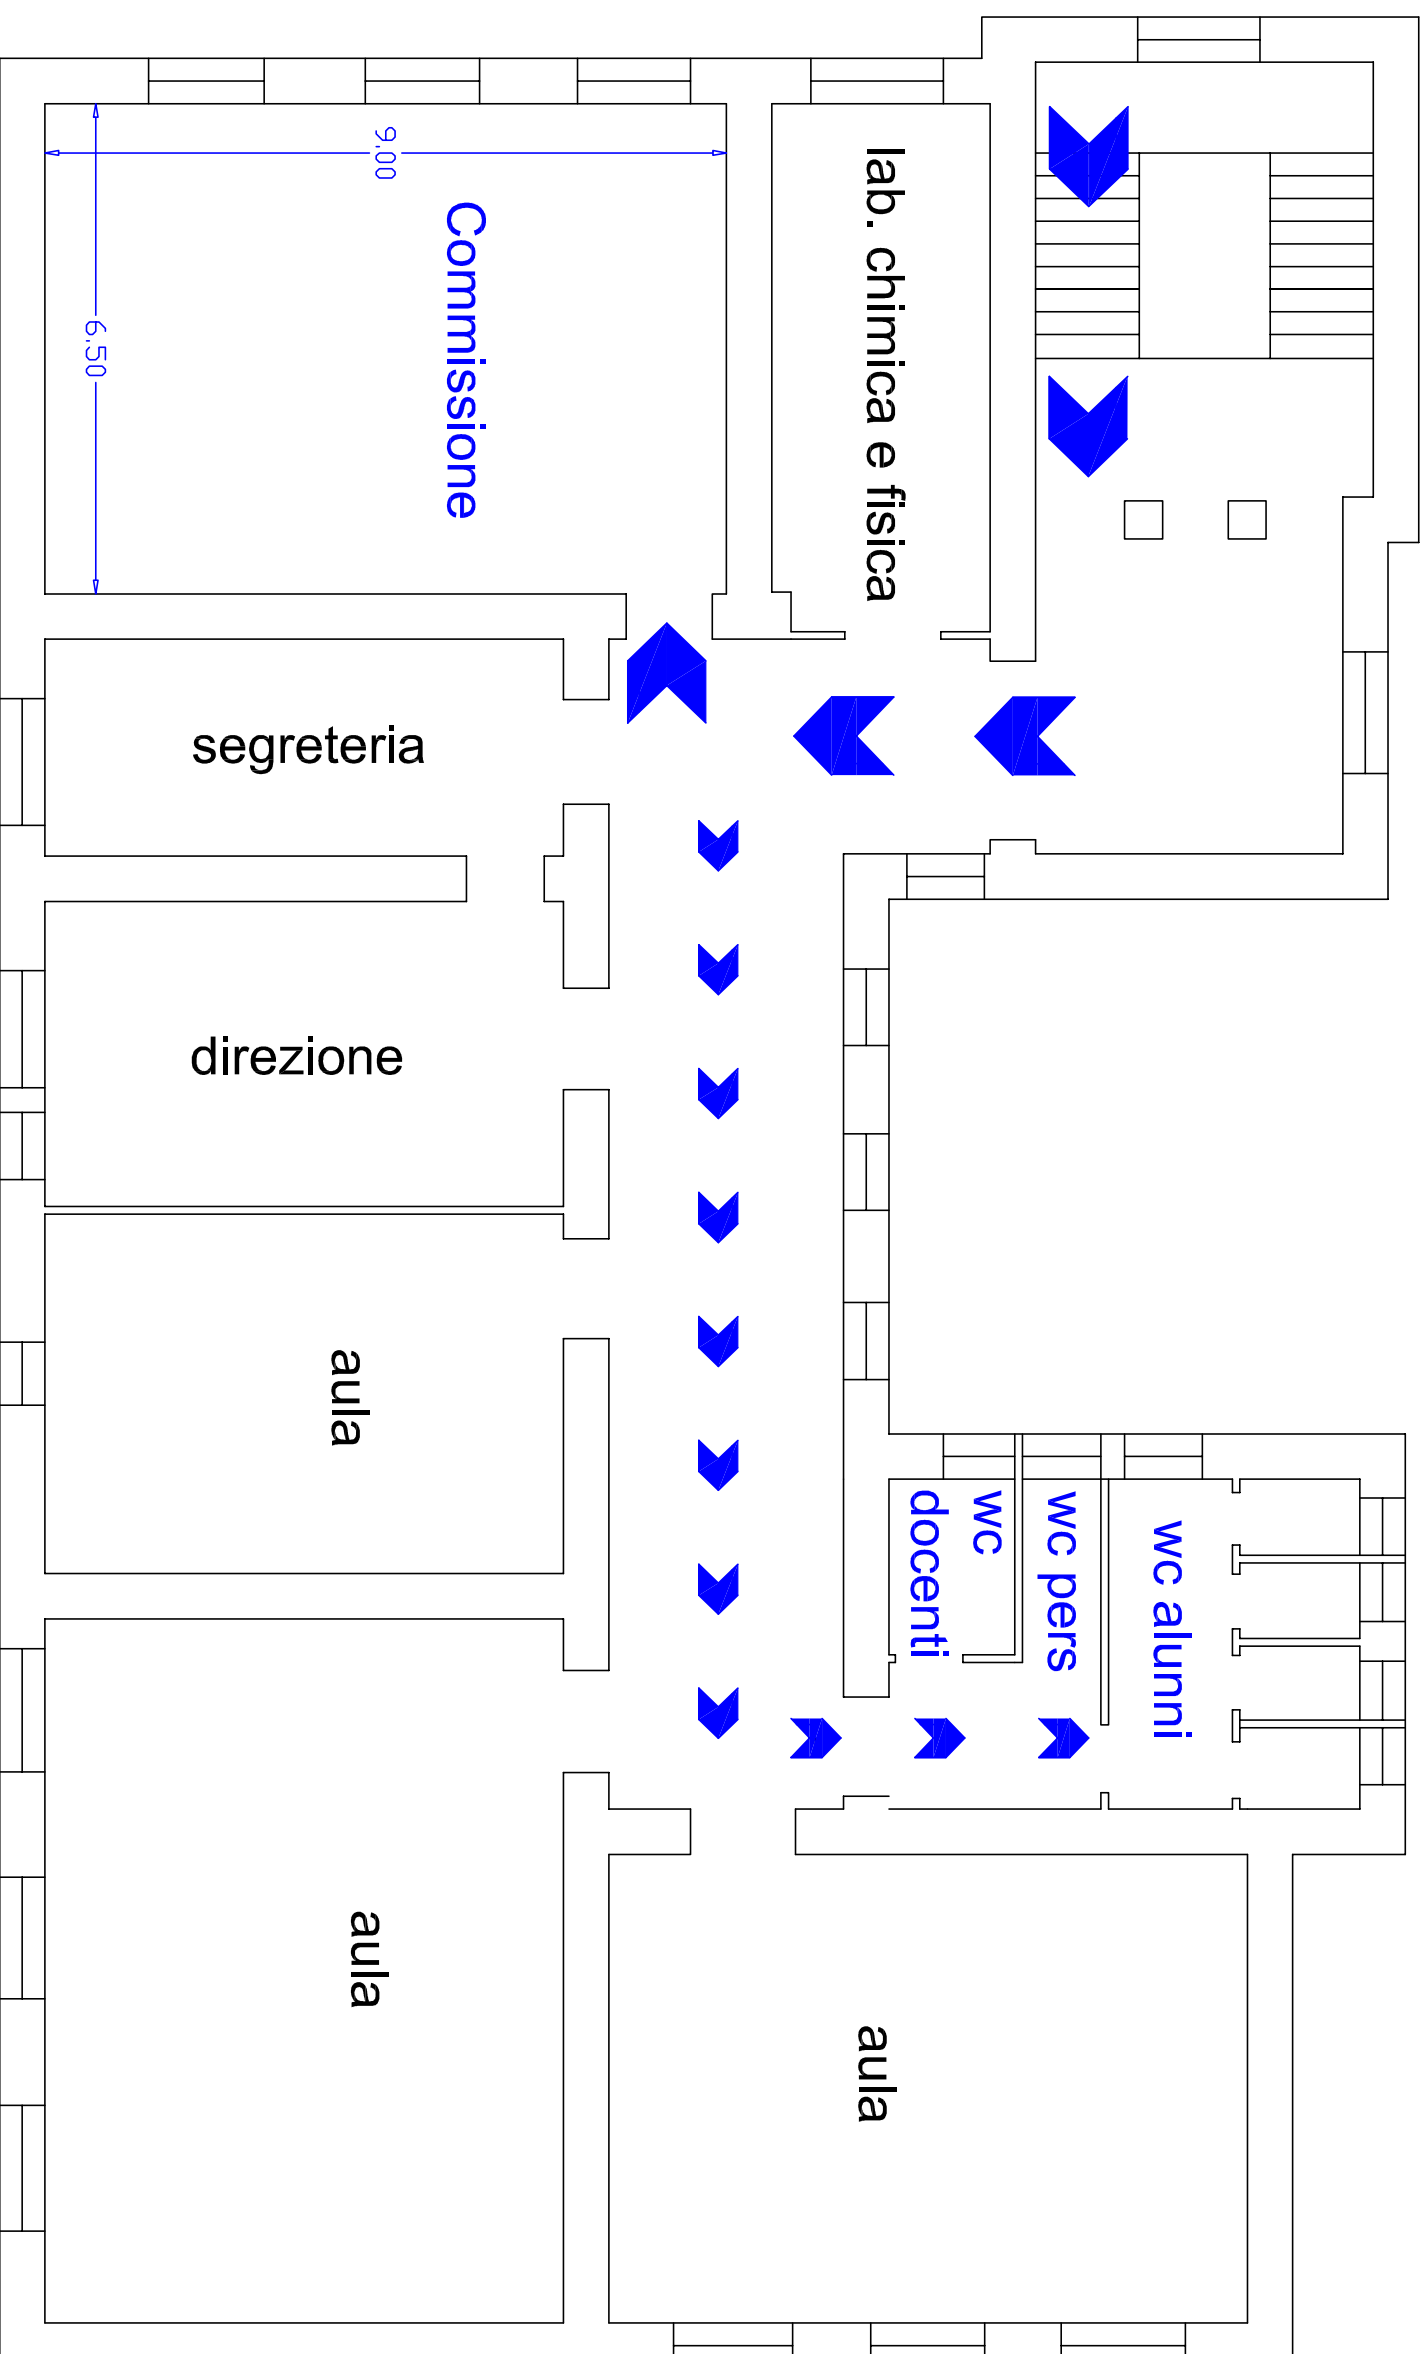 9,00
6,50
Commissione
lab. chimica e fisica
segreteria
direzione
aula
wc
docenti
wc pers
wc alunni
aula
aula